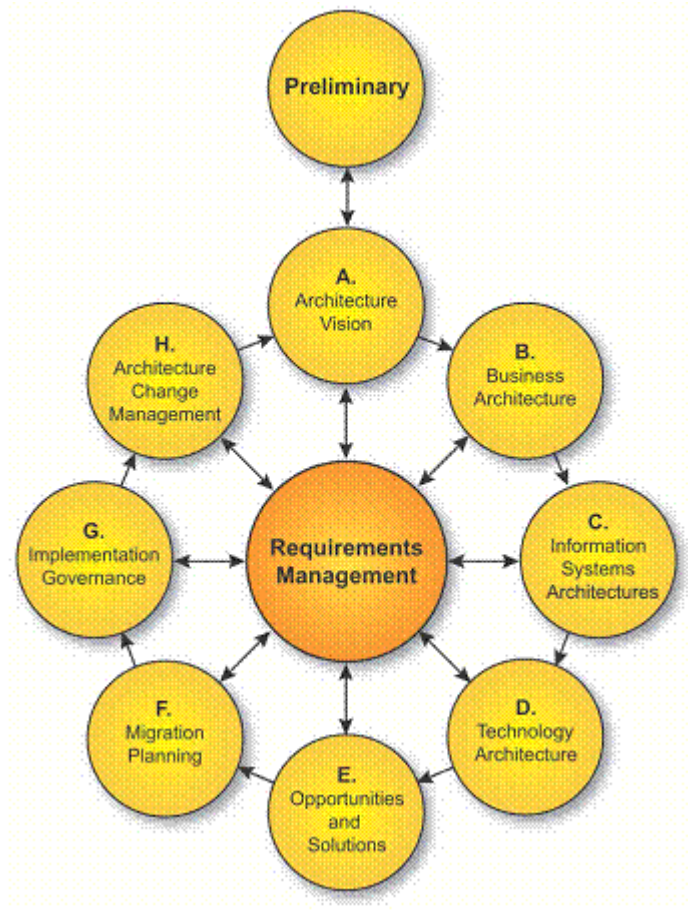 Preliminary
A.
Architecture
Vision
B.
Business
Architecture
C.
Information
Systems
Architectures
D.
Technology
Architecture
E.
Opportunities
and
Solutions
F.
Migration
Planning
G.
Implementation
Governance
H.
Architecture
Change
Management
Requirements
Management